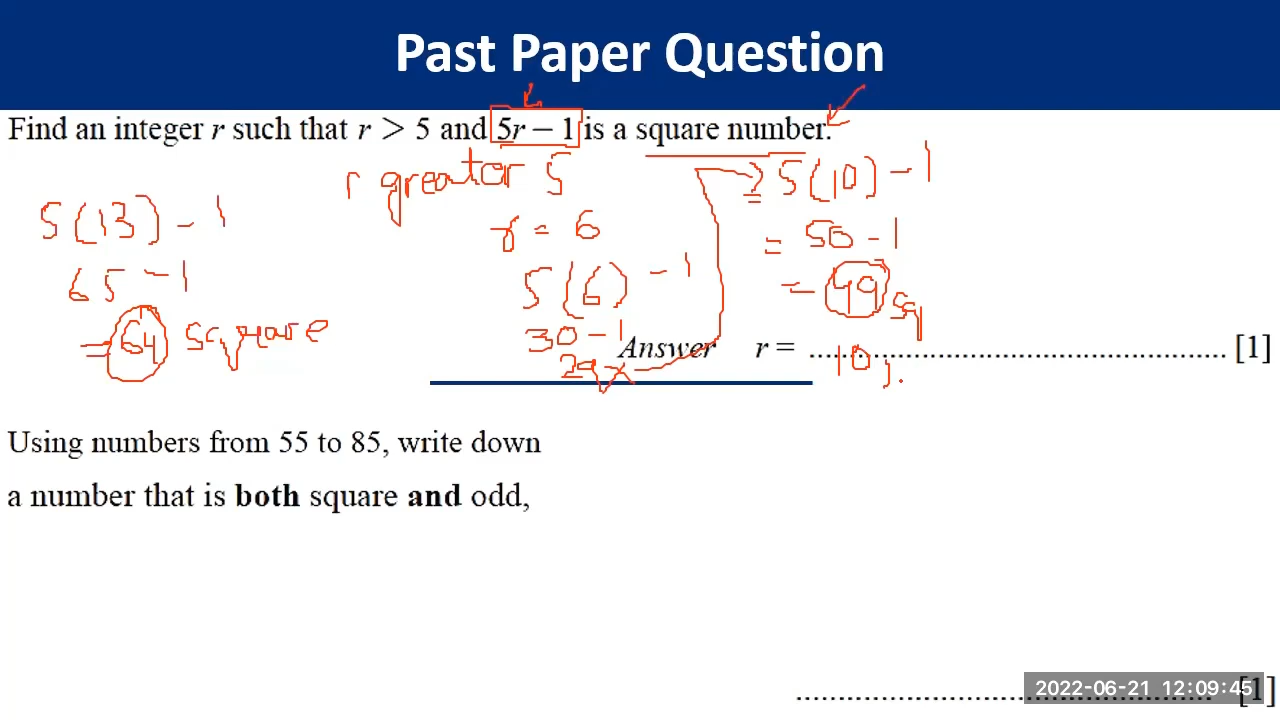 Past Paper Question
Find an integer r such that r > 5 and 5r − 1 is a square number.
r greator 5
5(10) - 1
5(13) - 1
r = 6
= 50 - 1
65 - 1
5(6) - 1
= 49 sq
= 64 square
30 - 1
Answer r = .................................................... [1]
29 x
10,
Using numbers from 55 to 85, write down
a number that is both square and odd,
.................................................... [1]
2022-06-21 12:09:45